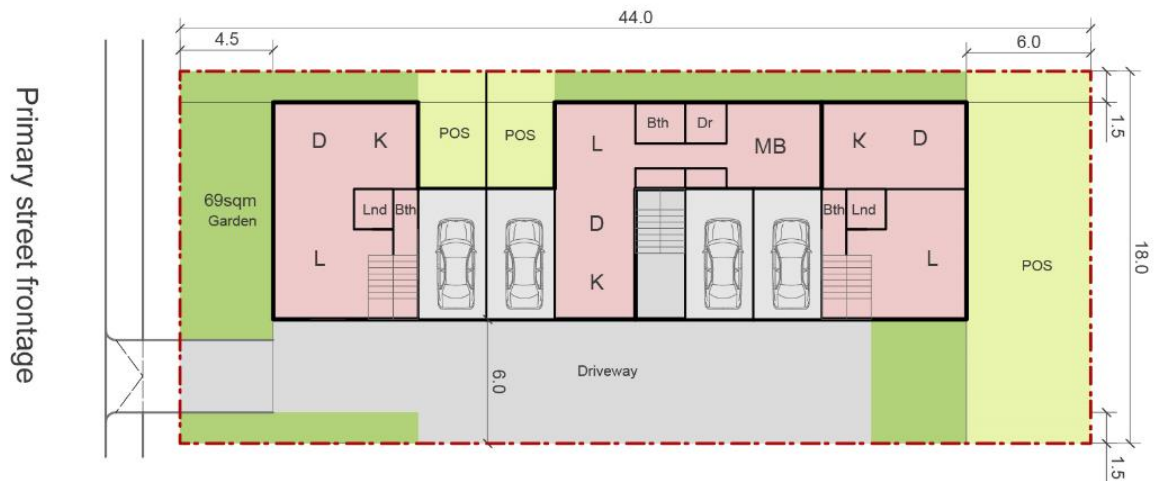 44.0
4.5
6.0
Primary street frontage
1.5
D K
POS
POS
L
Bth
Dr
MB
K D
69sqm
Garden
Lnd
Bth
L
D
K
Bth
Lnd
L
POS
18.0
6.0
Driveway
1.5